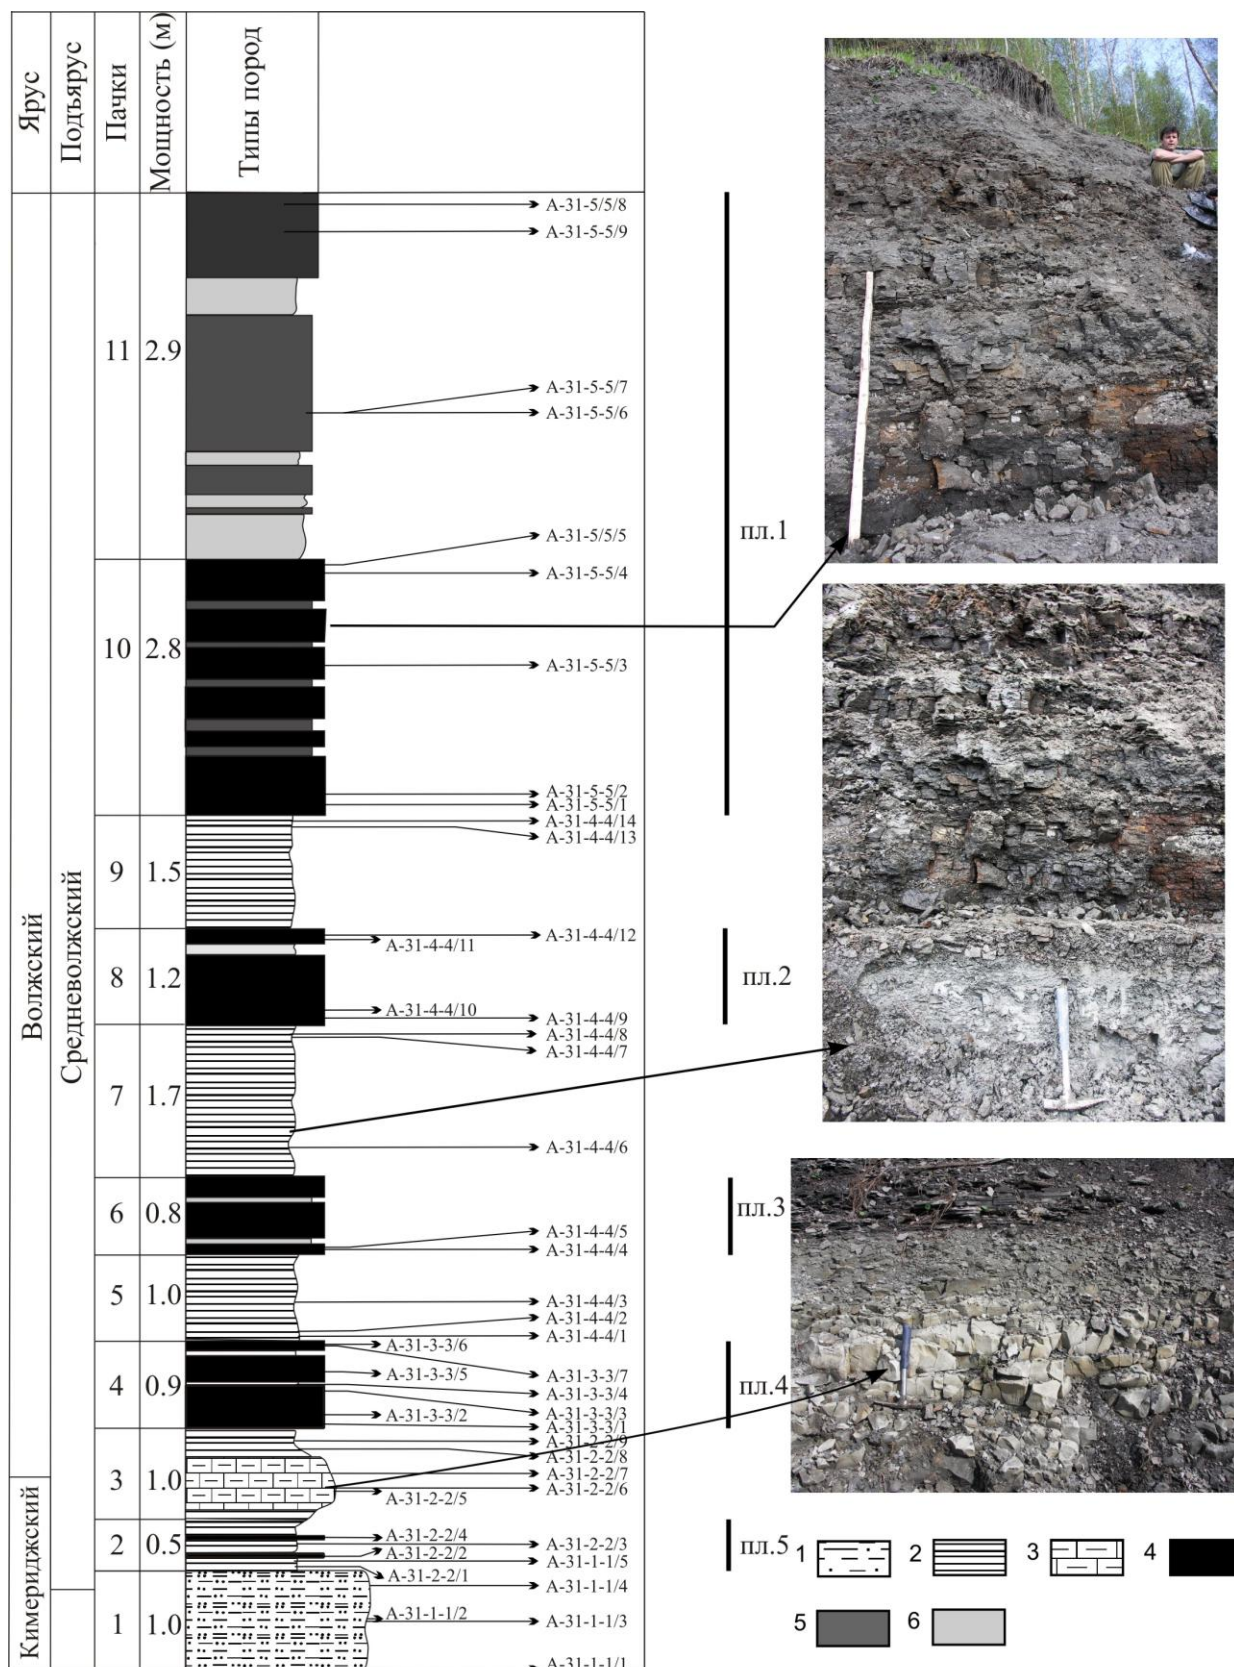 Ярус
Подъярус
Пачки
Мощность (м)
Типы пород
Волжский
Кимериджский
Средневолжский
11 2.9
10 2.8
9 1.5
8 1.2
7 1.7
6 0.8
5 1.0
4 0.9
3 1.0
2 0.5
1 1.0
А-31-5/5/8
А-31-5-5/9
А-31-5-5/7
А-31-5-5/6
А-31-5/5/5
А-31-5-5/4
А-31-5-5/3
А-31-5-5/2
А-31-5-5/1
А-31-4-4/14
А-31-4-4/13
А-31-4-4/12
А-31-4-4/11
А-31-4-4/10
А-31-4-4/9
А-31-4-4/8
А-31-4-4/7
А-31-4-4/6
А-31-4-4/5
А-31-4-4/4
А-31-4-4/3
А-31-4-4/2
А-31-4-4/1
А-31-3-3/6
А-31-3-3/7
А-31-3-3/5
А-31-3-3/4
А-31-3-3/3
А-31-3-3/2
А-31-3-3/1
А-31-2-2/9
А-31-2-2/8
А-31-2-2/7
А-31-2-2/6
А-31-2-2/5
А-31-2-2/4
А-31-2-2/3
А-31-2-2/2
А-31-1-1/5
А-31-2-2/1
А-31-1-1/4
А-31-1-1/2
А-31-1-1/3
А-31-1-1/1
пл.1
пл.2
пл.3
пл.4
пл.5
1 2 3 4
5 6